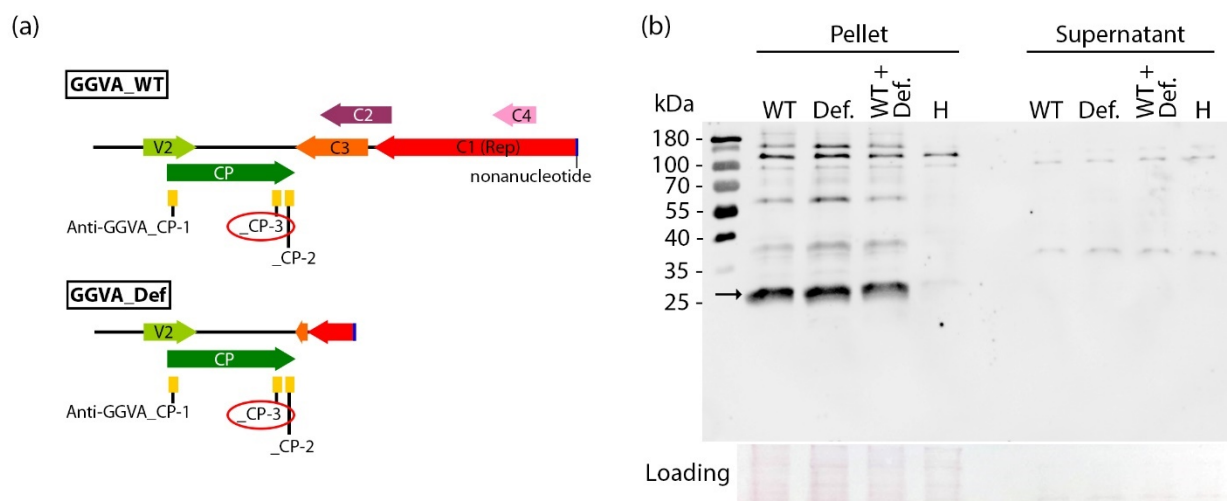 (a)
GGVA_WT
C2
C4
V2
C3
C1 (Rep)
CP
nonanucleotide
Anti-GGVA_CP-1
_CP-3
_CP-2
GGVA_Def
V2
CP
Anti-GGVA_CP-1
_CP-3
_CP-2
(b)
Pellet
Supernatant
kDa
WT
Def.
WT +
Def.
H
WT
Def.
WT +
Def.
H
180 -
100 -
70 -
55 -
40 -
35 -
25 -
Loading